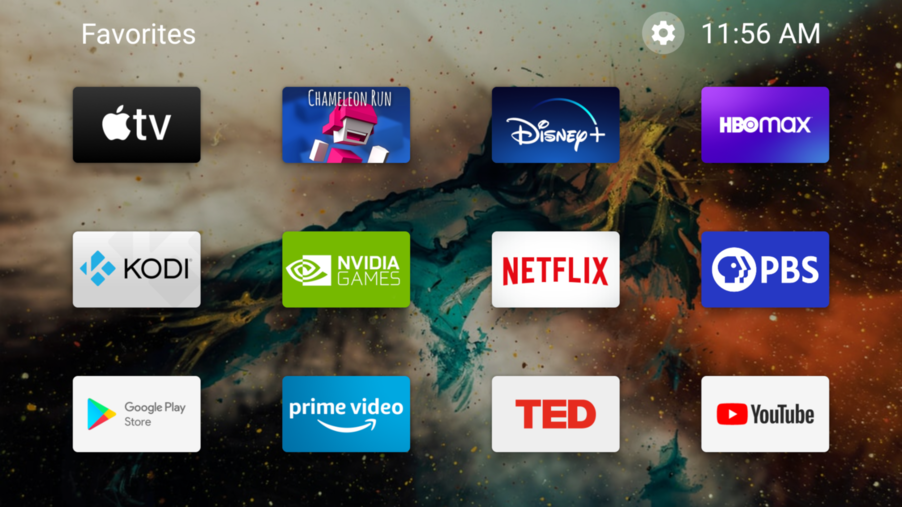 Favorites
11:56 AM
tv
CHAMELEON RUN
Disney+
HBOmax
KODI
NVIDIA
GAMES
NETFLIX
PBS
Google Play
Store
prime video
TED
YouTube